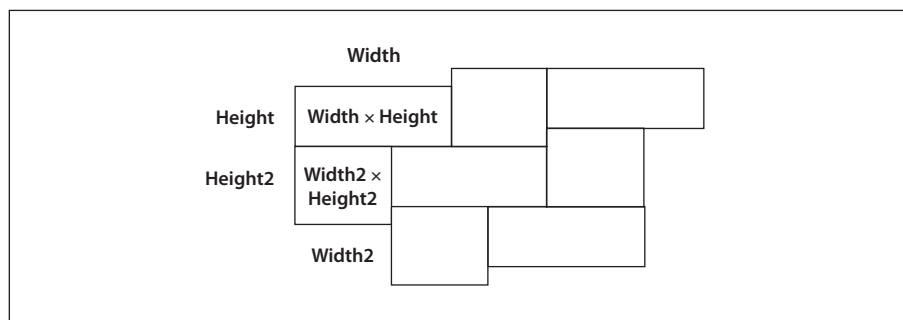 Width
Height
Width × Height
Height2
Width2 ×
Height2
Width2